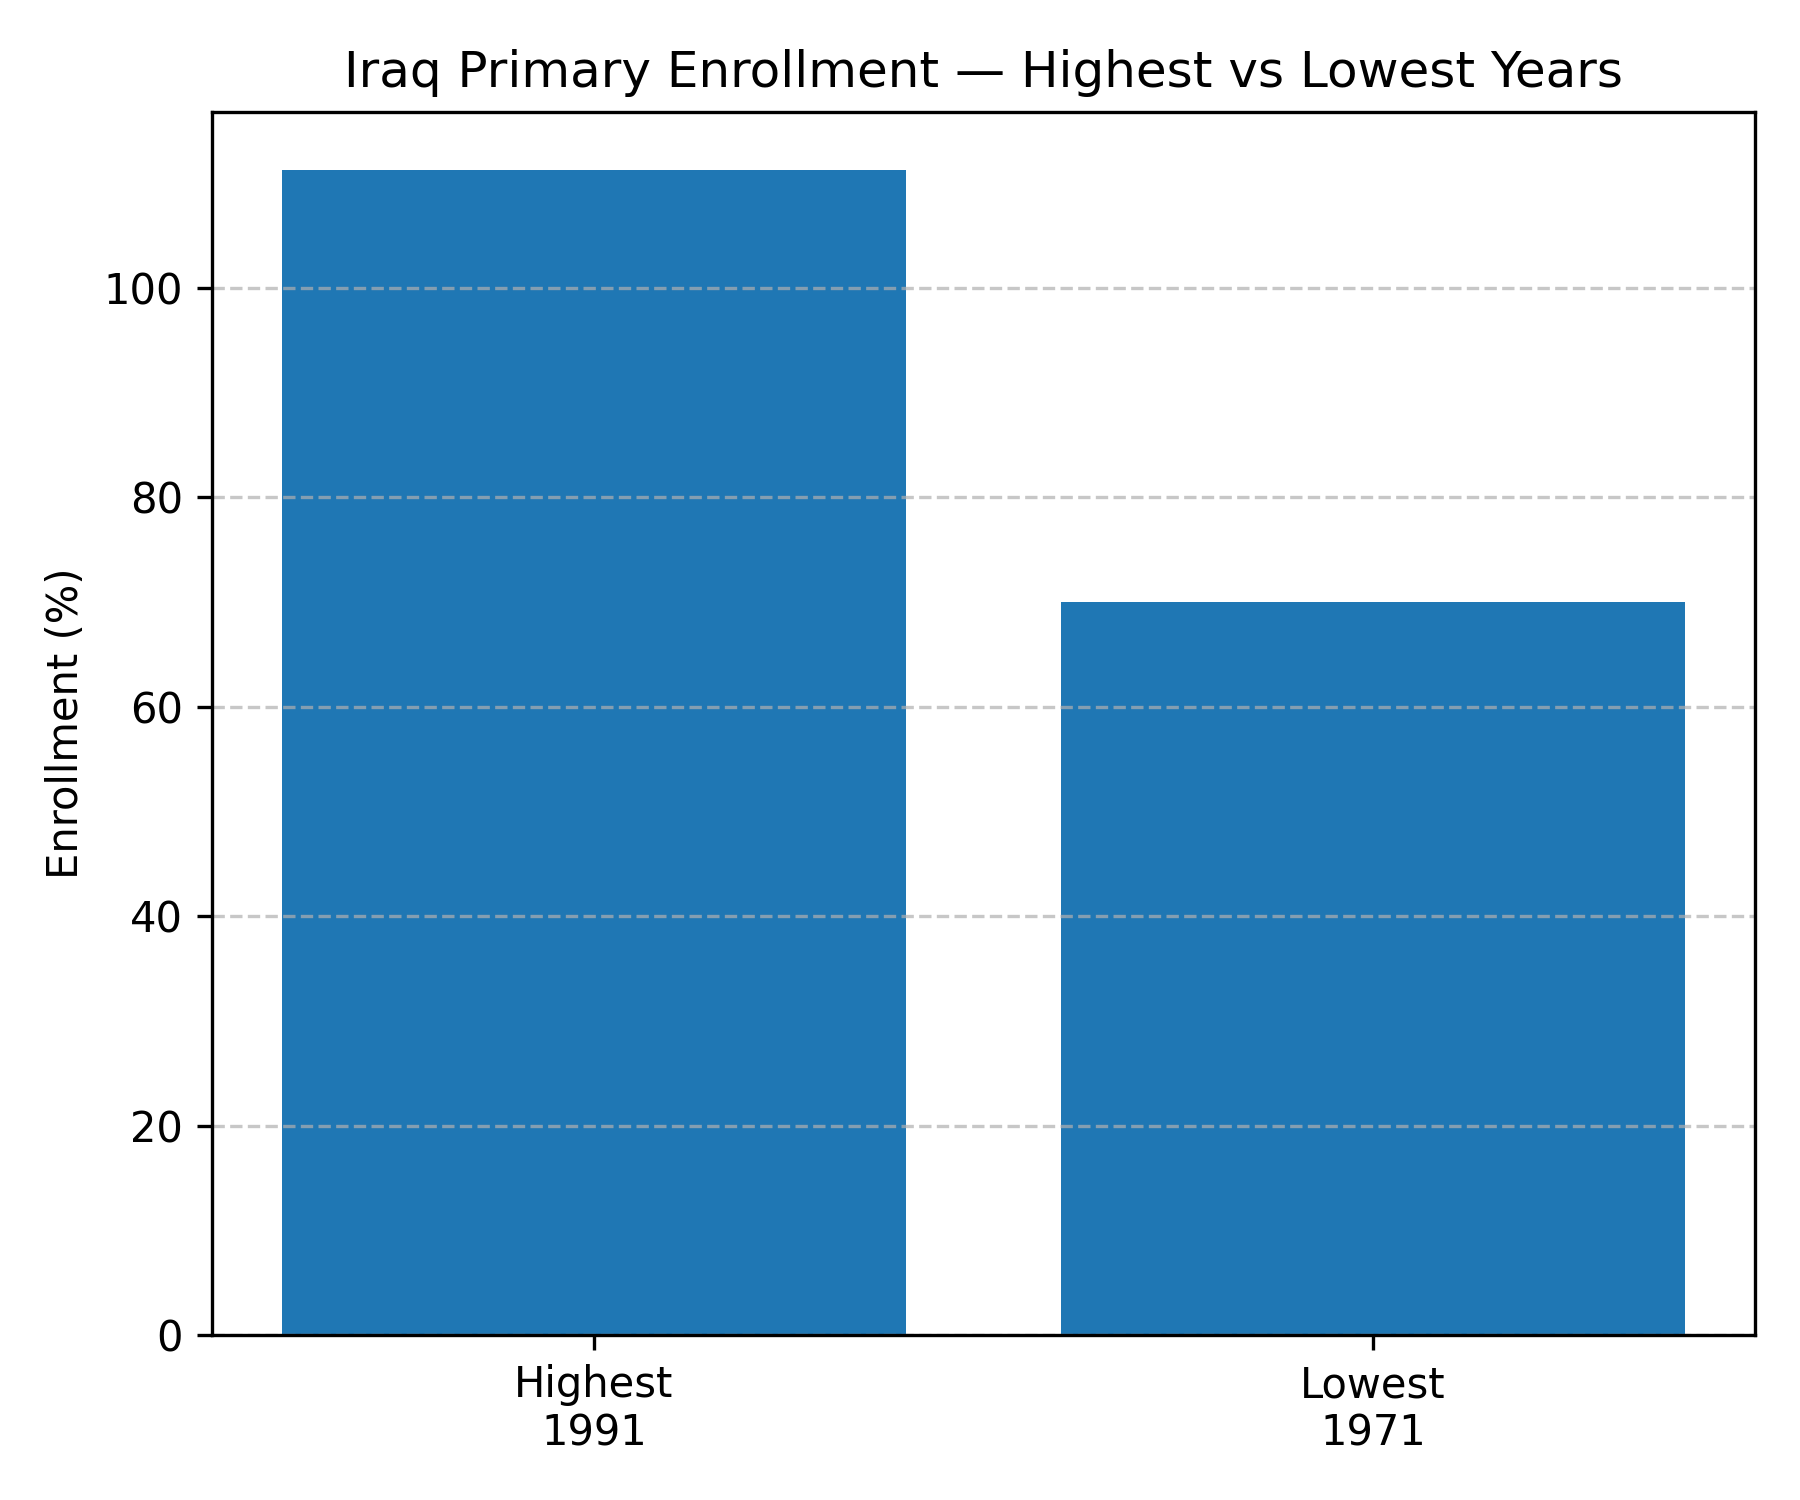 Iraq Primary Enrollment — Highest vs Lowest Years
Enrollment (%)
100
80
60
40
20
0
Highest
1991
Lowest
1971